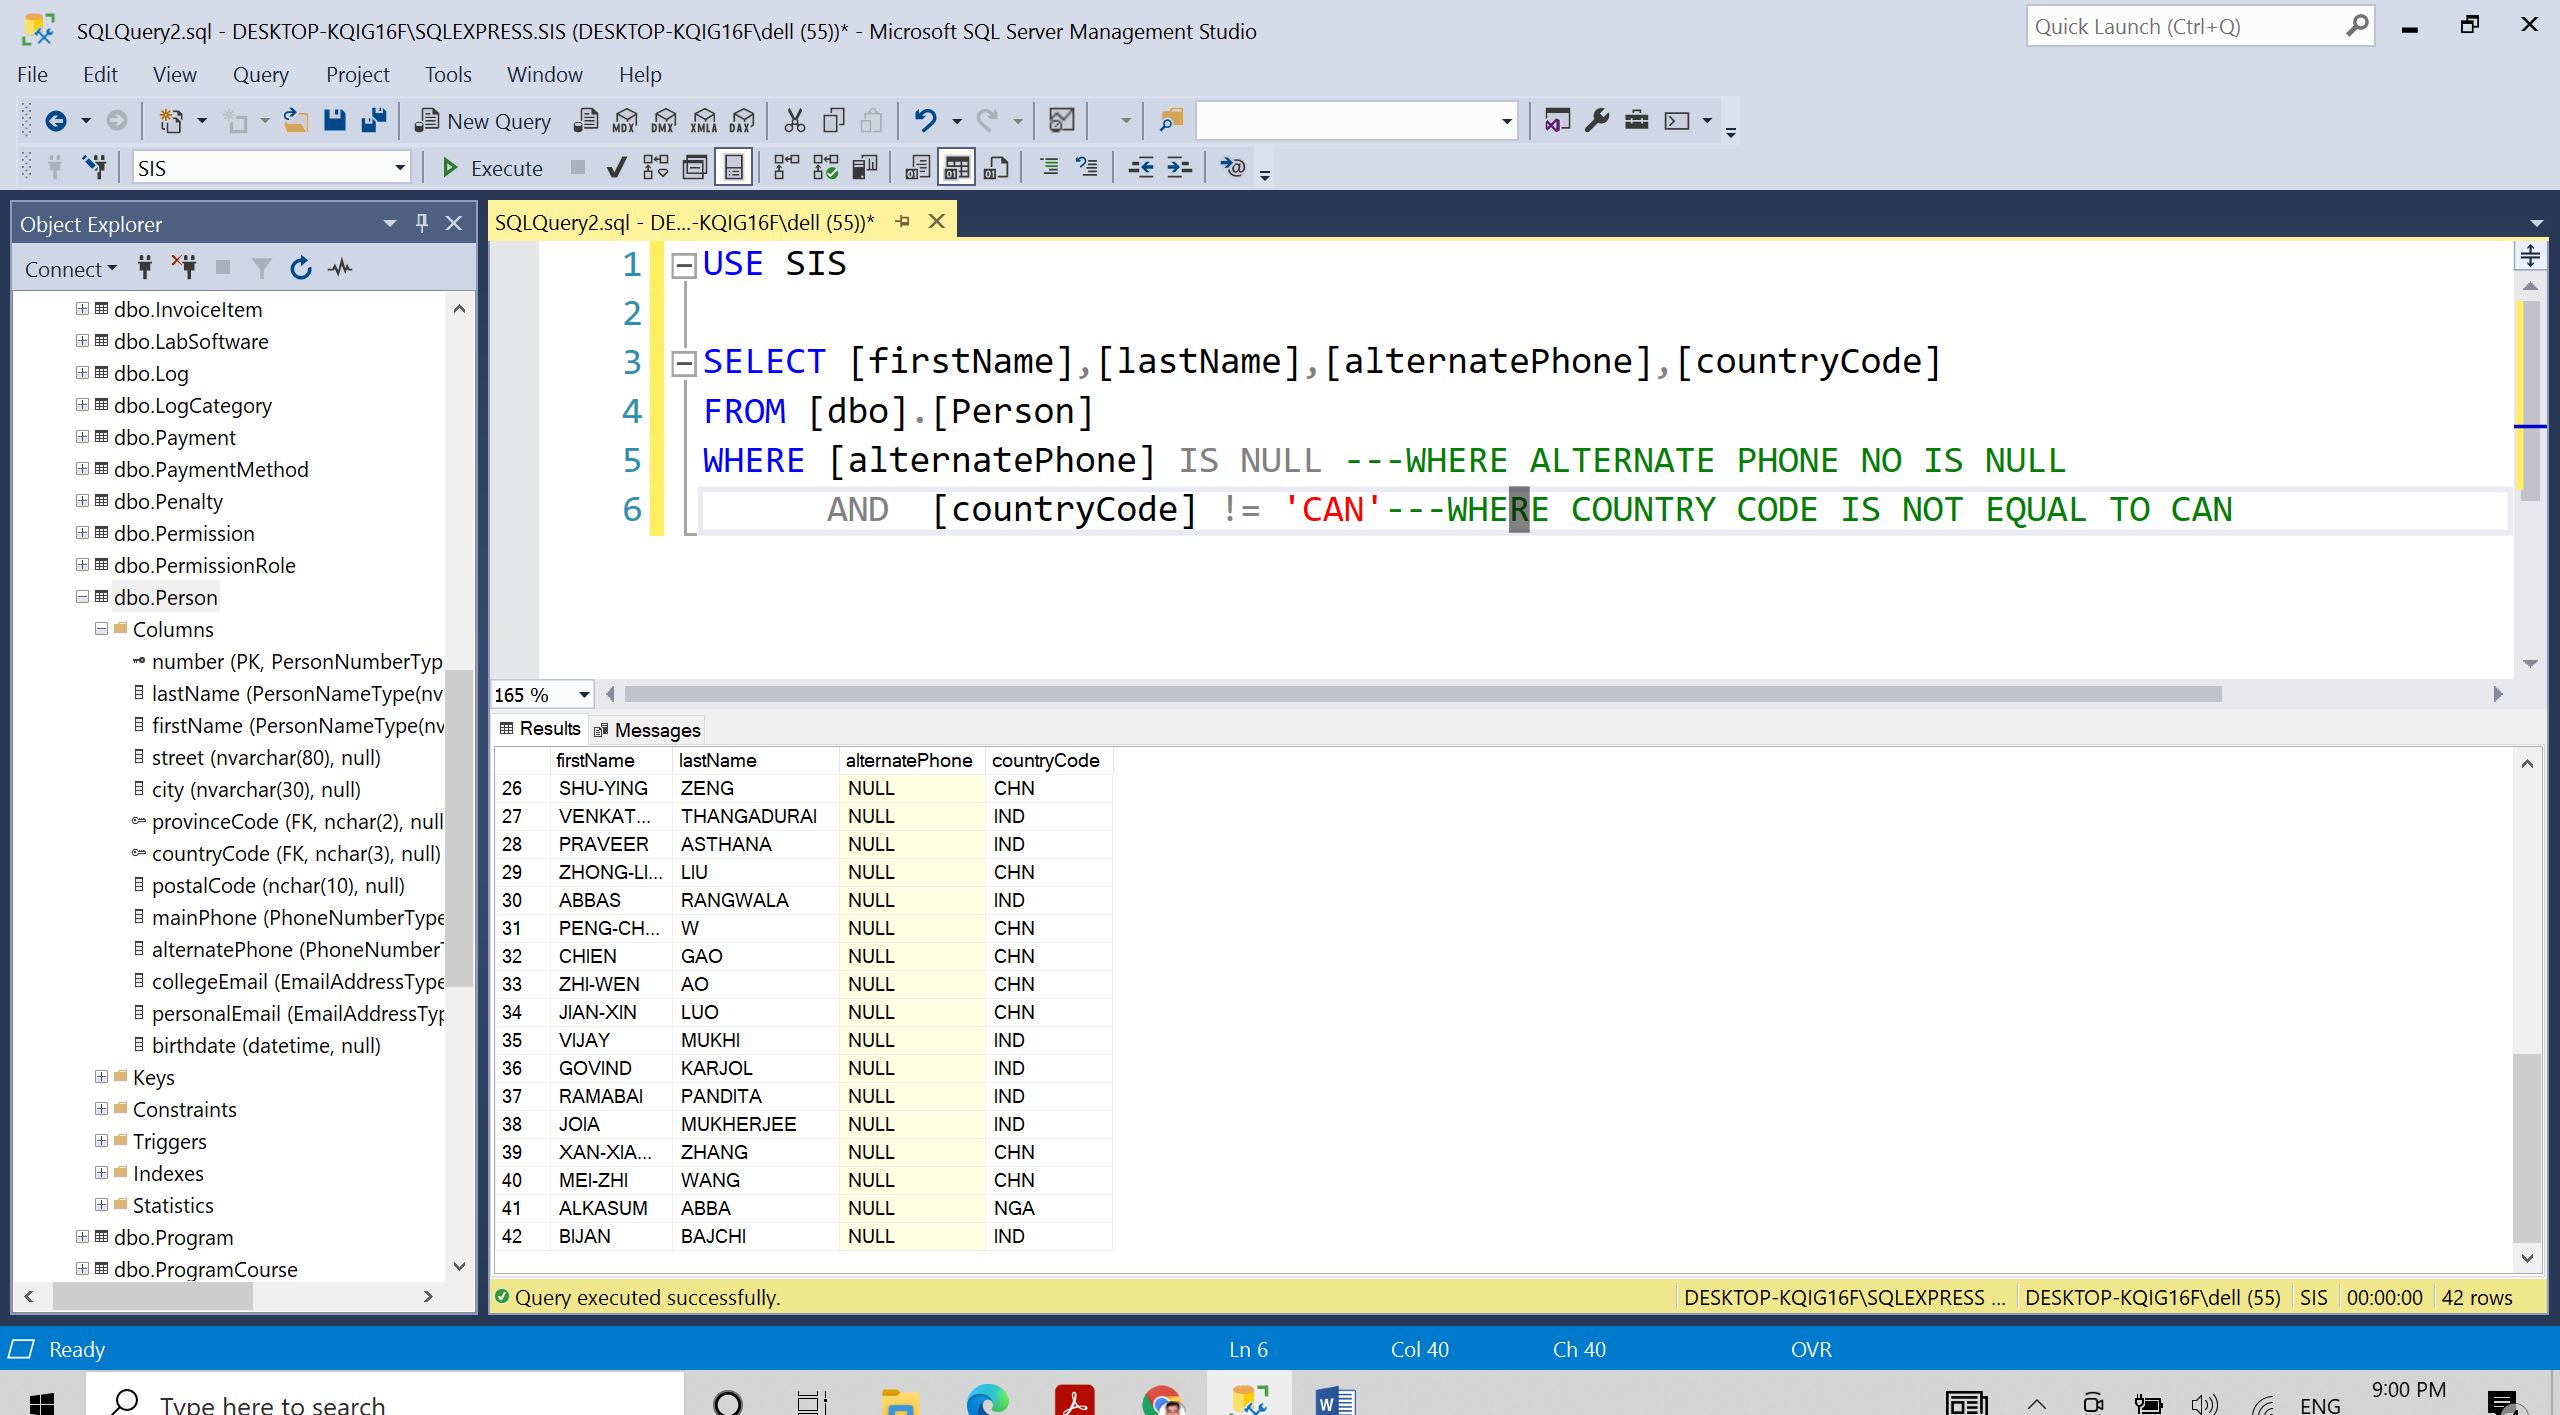 SQLQuery2.sql - DESKTOP-KQIG16F\SQLEXPRESS.SIS (DESKTOP-KQIG16F\dell (55))* - Microsoft SQL Server Management Studio
Quick Launch (Ctrl+Q)
File Edit View Query Project Tools Window Help
New Query MDX DMX XMLA DAX
SIS Execute
Object Explorer
SQLQuery2.sql - DE...-KQIG16F\dell (55))*
Connect
dbo.InvoiceItem
dbo.LabSoftware
dbo.Log
dbo.LogCategory
dbo.Payment
dbo.PaymentMethod
dbo.Penalty
dbo.Permission
dbo.PermissionRole
dbo.Person
Columns
number (PK, PersonNumberTyp
lastName (PersonNameType(nv
firstName (PersonNameType(nv
street (nvarchar(80), null)
city (nvarchar(30), null)
provinceCode (FK, nchar(2), null
countryCode (FK, nchar(3), null)
postalCode (nchar(10), null)
mainPhone (PhoneNumberType
alternatePhone (PhoneNumberT
collegeEmail (EmailAddressType
personalEmail (EmailAddressTyp
birthdate (datetime, null)
Keys
Constraints
Triggers
Indexes
Statistics
dbo.Program
dbo.ProgramCourse
1 USE SIS
2
3 SELECT [firstName],[lastName],[alternatePhone],[countryCode]
4 FROM [dbo].[Person]
5 WHERE [alternatePhone] IS NULL ---WHERE ALTERNATE PHONE NO IS NULL
6 AND [countryCode] != 'CAN'---WHERE COUNTRY CODE IS NOT EQUAL TO CAN
165 %
Results Messages
firstName lastName alternatePhone countryCode
26 SHU-YING ZENG NULL CHN
27 VENKAT... THANGADURAI NULL IND
28 PRAVEER ASTHANA NULL IND
29 ZHONG-LI... LIU NULL CHN
30 ABBAS RANGWALA NULL IND
31 PENG-CH... W NULL CHN
32 CHIEN GAO NULL CHN
33 ZHI-WEN AO NULL CHN
34 JIAN-XIN LUO NULL CHN
35 VIJAY MUKHI NULL IND
36 GOVIND KARJOL NULL IND
37 RAMABAI PANDITA NULL IND
38 JOIA MUKHERJEE NULL IND
39 XAN-XIA... ZHANG NULL CHN
40 MEI-ZHI WANG NULL CHN
41 ALKASUM ABBA NULL NGA
42 BIJAN BAJCHI NULL IND
Query executed successfully. DESKTOP-KQIG16F\SQLEXPRESS ... DESKTOP-KQIG16F\dell (55) SIS 00:00:00 42 rows
Ready Ln 6 Col 40 Ch 40 OVR
Type here to search ENG 9:00 PM